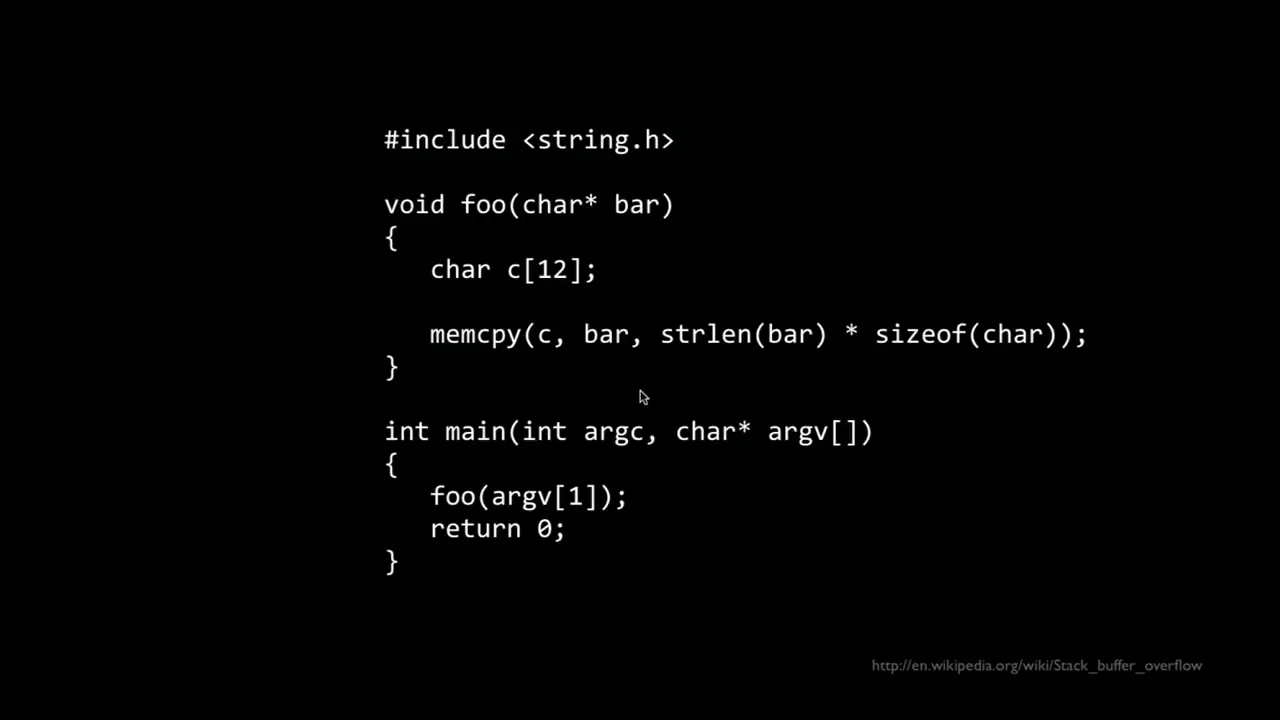 #include <string.h>
void foo(char* bar)
{
char c[12];
memcpy(c, bar, strlen(bar) * sizeof(char));
}
int main(int argc, char* argv[])
{
foo(argv[1]);
return 0;
}
http://en.wikipedia.org/wiki/Stack_buffer_overflow